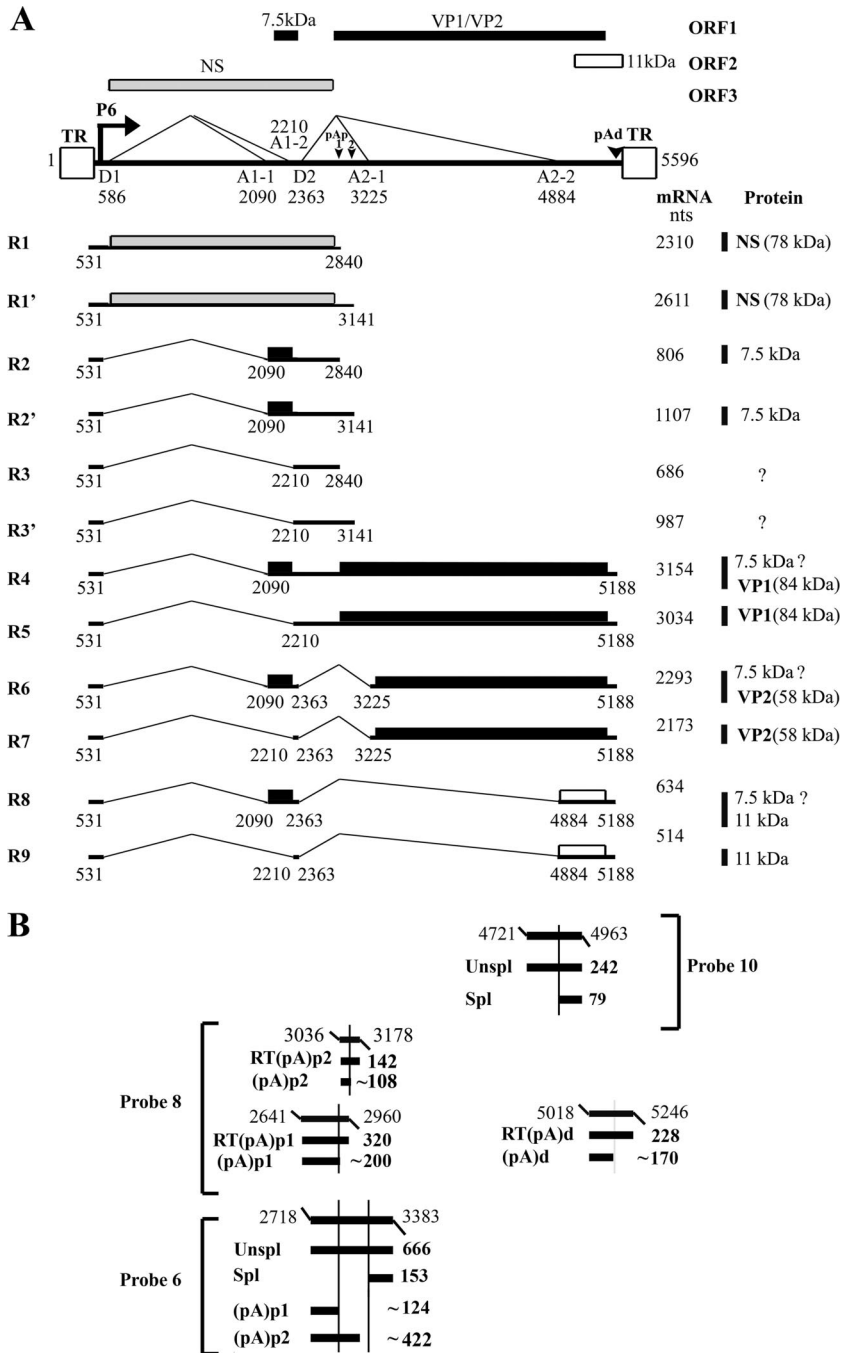 A
7.5kDa
VP1/VP2
ORF1
11kDa ORF2
NS
ORF3
P6
2210
A1-2
pAp
1 2
pAd
TR
TR
1
5596
D1 A1-1 D2 A2-1 A2-2
586 2090 2363 3225 4884
mRNA Protein
nts
R1 2310 NS (78 kDa)
531 2840
R1' 2611 NS (78 kDa)
531 3141
R2 806 7.5 kDa
531 2090 2840
R2' 1107 7.5 kDa
531 2090 3141
R3 686 ?
531 2210 2840
R3' 987 ?
531 2210 3141
R4 3154 7.5 kDa ?
VP1 (84 kDa)
531 2090 5188
R5 3034 VP1 (84 kDa)
531 2210 5188
R6 2293 7.5 kDa ?
VP2 (58 kDa)
531 2090 2363 3225 5188
R7 2173 VP2 (58 kDa)
531 2210 2363 3225 5188
R8 634 7.5 kDa ?
11 kDa
531 2090 2363 4884 5188
R9 514 11 kDa
531 2210 2363 4884 5188
B
4721 4963
Unspl 242
Spl 79
Probe 10
3036 3178
RT(pA)p2 142
(pA)p2 ~108
Probe 8
2641 2960
RT(pA)p1 320
(pA)p1 ~200
5018 5246
RT(pA)d 228
(pA)d ~170
2718 3383
Unspl 666
Spl 153
Probe 6
(pA)p1 ~124
(pA)p2 ~422